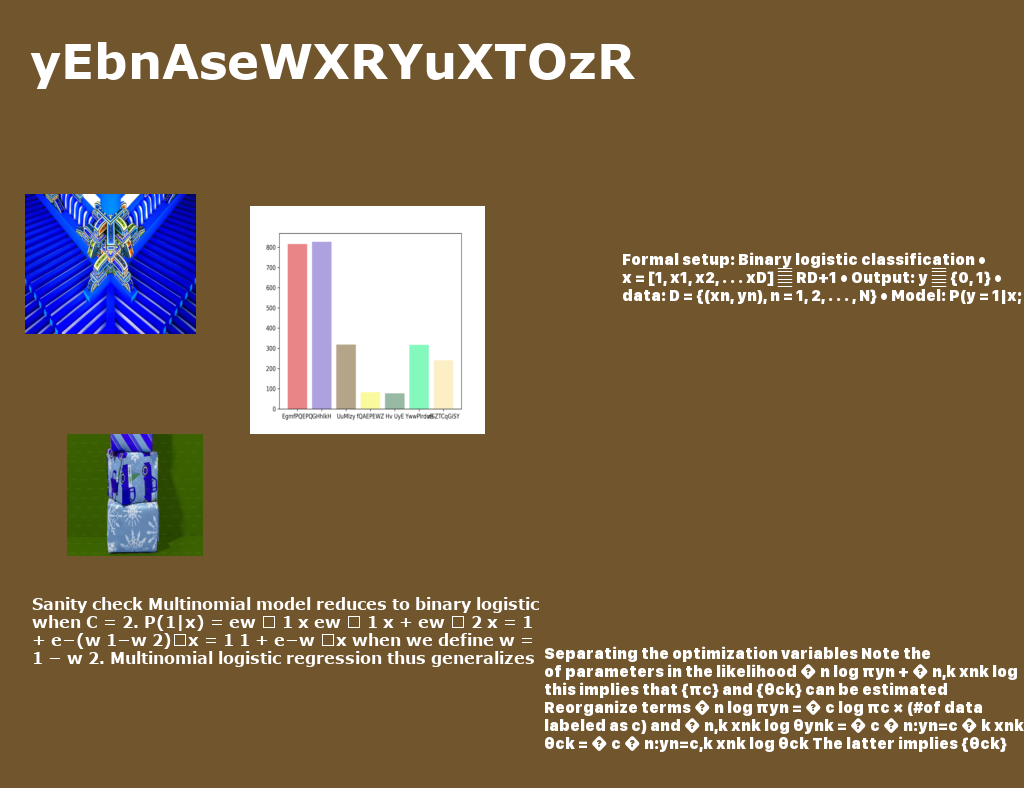 yEbnAseWXRYuXTOzR
800
700
600
500
400
300
200
100
0
UuMlzy fQAEPEWZ Hv UyE
Formal setup: Binary logistic classification •
x = [1, x1, x2, . . . xD] ⾔ RD+1 • Output: y ⾔ {0, 1} •
data: D = {(xn, yn), n = 1, 2, . . . , N} • Model: P(y = 1|x;
Sanity check Multinomial model reduces to binary logistic
when C = 2. P(1|x) = ew □ 1 x ew □ 1 x + ew □ 2 x = 1
+ e−(w 1−w 2)□x = 1 1 + e−w □x when we define w =
1 − w 2. Multinomial logistic regression thus generalizes
Separating the optimization variables Note the
of parameters in the likelihood � n log πyn + � n,k xnk log
this implies that {πc} and {θck} can be estimated
Reorganize terms � n log πyn = � c log πc × (#of data
labeled as c) and � n,k xnk log θynk = � c � n:yn=c � k xnk
θck = � c � n:yn=c,k xnk log θck The latter implies {θck}